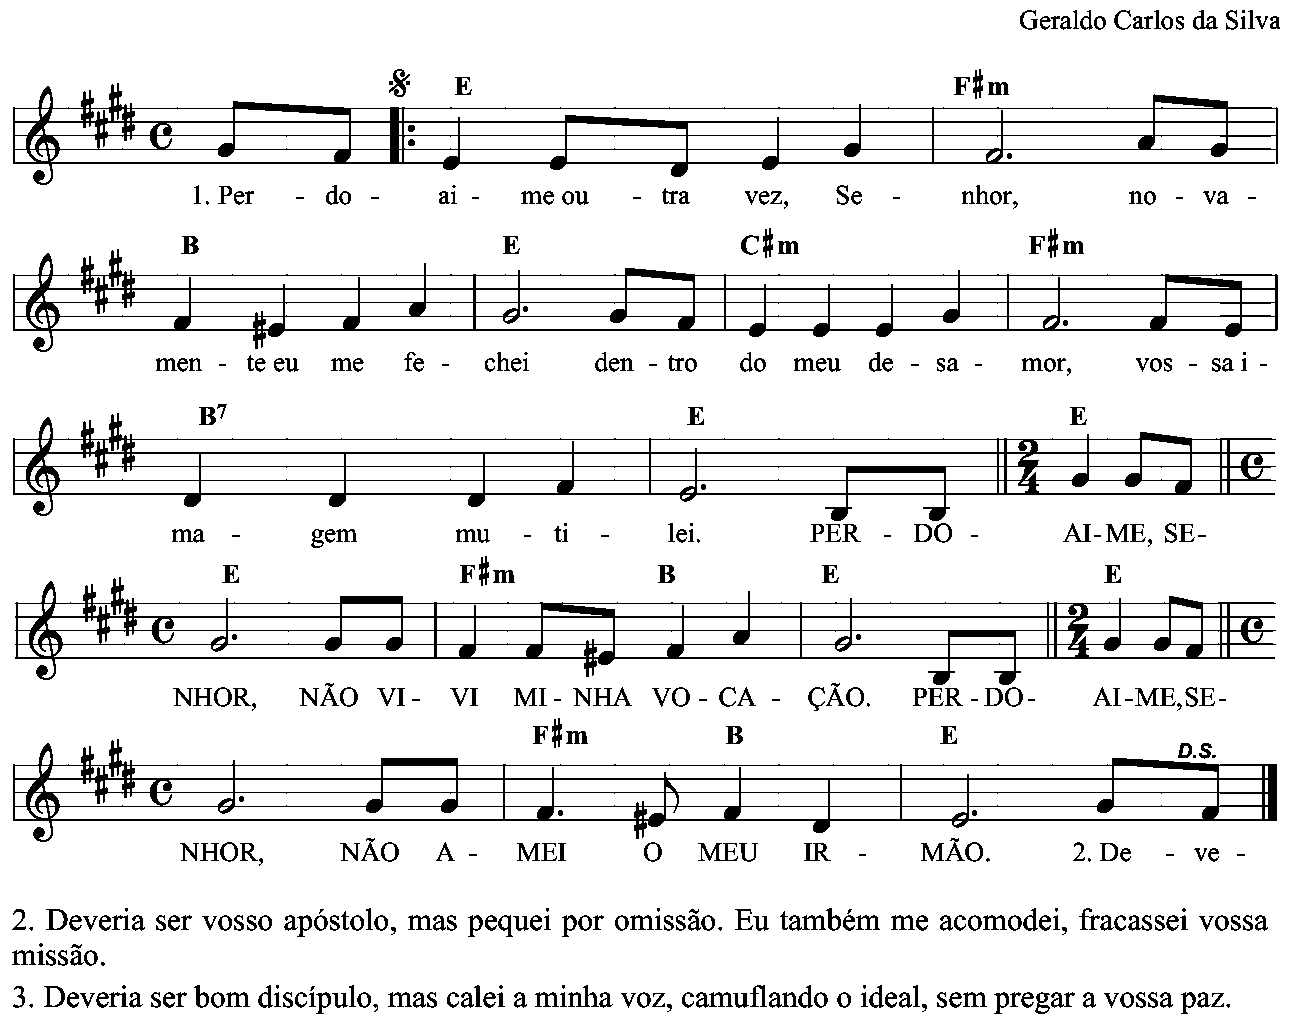 Geraldo Carlos da Silva
E F#m
1. Per - do - ai - me ou - tra vez, Se - nhor, no - va -
B E C#m F#m
men - te eu me fe - chei den - tro do meu de - sa - mor, vos - sa i -
B7 E E
ma - gem mu - ti - lei. PER - DO - AI-ME, SE-
E F#m B E E
NHOR, NÃO VI - VI MI - NHA VO - CA - ÇÃO. PER - DO- AI-ME, SE-
F#m B E D.S.
NHOR, NÃO A - MEI O MEU IR - MÃO. 2. De - ve -
2. Deveria ser vosso apóstolo, mas pequei por omissão. Eu também me acomodei, fracassei vossa
missão.
3. Deveria ser bom discípulo, mas calei a minha voz, camuflando o ideal, sem pregar a vossa paz.